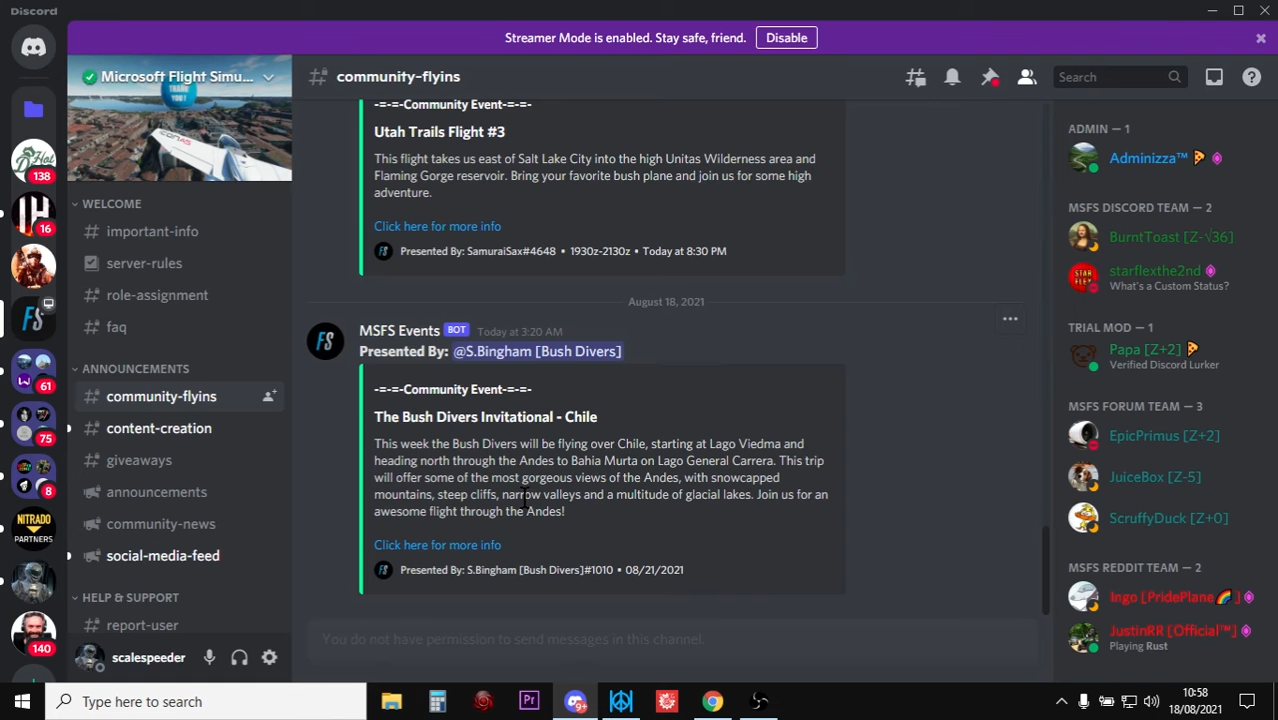 Discord
Streamer Mode is enabled. Stay safe, friend. Disable
Microsoft Flight Simu...
community-flyins
Search
138
16
61
75
8
NITRADO
PARTNERS
140
WELCOME
important-info
server-rules
role-assignment
faq
ANNOUNCEMENTS
community-flyins
content-creation
giveaways
announcements
community-news
social-media-feed
HELP & SUPPORT
report-user
scalespeeder
-=-=-Community Event-=-=-
Utah Trails Flight #3
This flight takes us east of Salt Lake City into the high Unitas Wilderness area and
Flaming Gorge reservoir. Bring your favorite bush plane and join us for some high
adventure.
Click here for more info
FS Presented By: SamuraiSax#4648 • 1930z-2130z • Today at 8:30 PM
August 18, 2021
FS MSFS Events BOT Today at 3:20 AM
Presented By: @S.Bingham [Bush Divers]
-=-=-Community Event-=-=-
The Bush Divers Invitational - Chile
This week the Bush Divers will be flying over Chile, starting at Lago Viedma and
heading north through the Andes to Bahia Murta on Lago General Carrera. This trip
will offer some of the most gorgeous views of the Andes, with snowcapped
mountains, steep cliffs, narrow valleys and a multitude of glacial lakes. Join us for an
awesome flight through the Andes!
Click here for more info
FS Presented By: S.Bingham [Bush Divers]#1010 • 08/21/2021
You do not have permission to send messages in this channel.
ADMIN — 1
Adminizza™
MSFS DISCORD TEAM — 2
BurntToast [Z-√36]
starflexthe2nd
What's a Custom Status?
TRIAL MOD — 1
Papa [Z+2]
Verified Discord Lurker
MSFS FORUM TEAM — 3
EpicPrimus [Z+2]
JuiceBox [Z-5]
ScruffyDuck [Z+0]
MSFS REDDIT TEAM — 2
Ingo [PridePlane🌈]
JustinRR [Official™]
Playing Rust
Type here to search
Pr
9+
10:58
18/08/2021